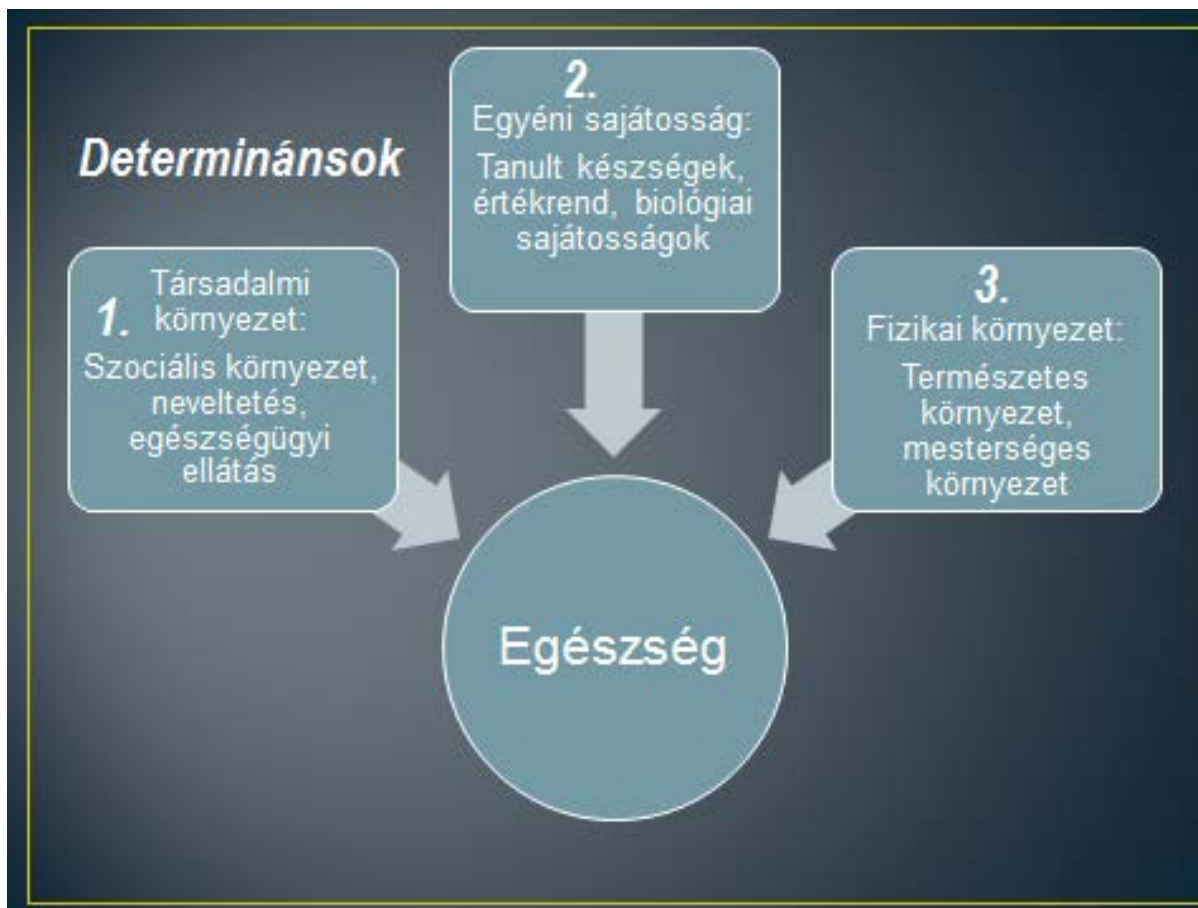 Determinánsok
1.
Társadalmi
környezet:
Szociális környezet,
neveltetés,
egészségügyi
ellátás
2.
Egyéni sajátosság:
Tanult készségek,
értékrend, biológiai
sajátosságok
3.
Fizikai környezet:
Természetes
környezet,
mesterséges
környezet
Egészség